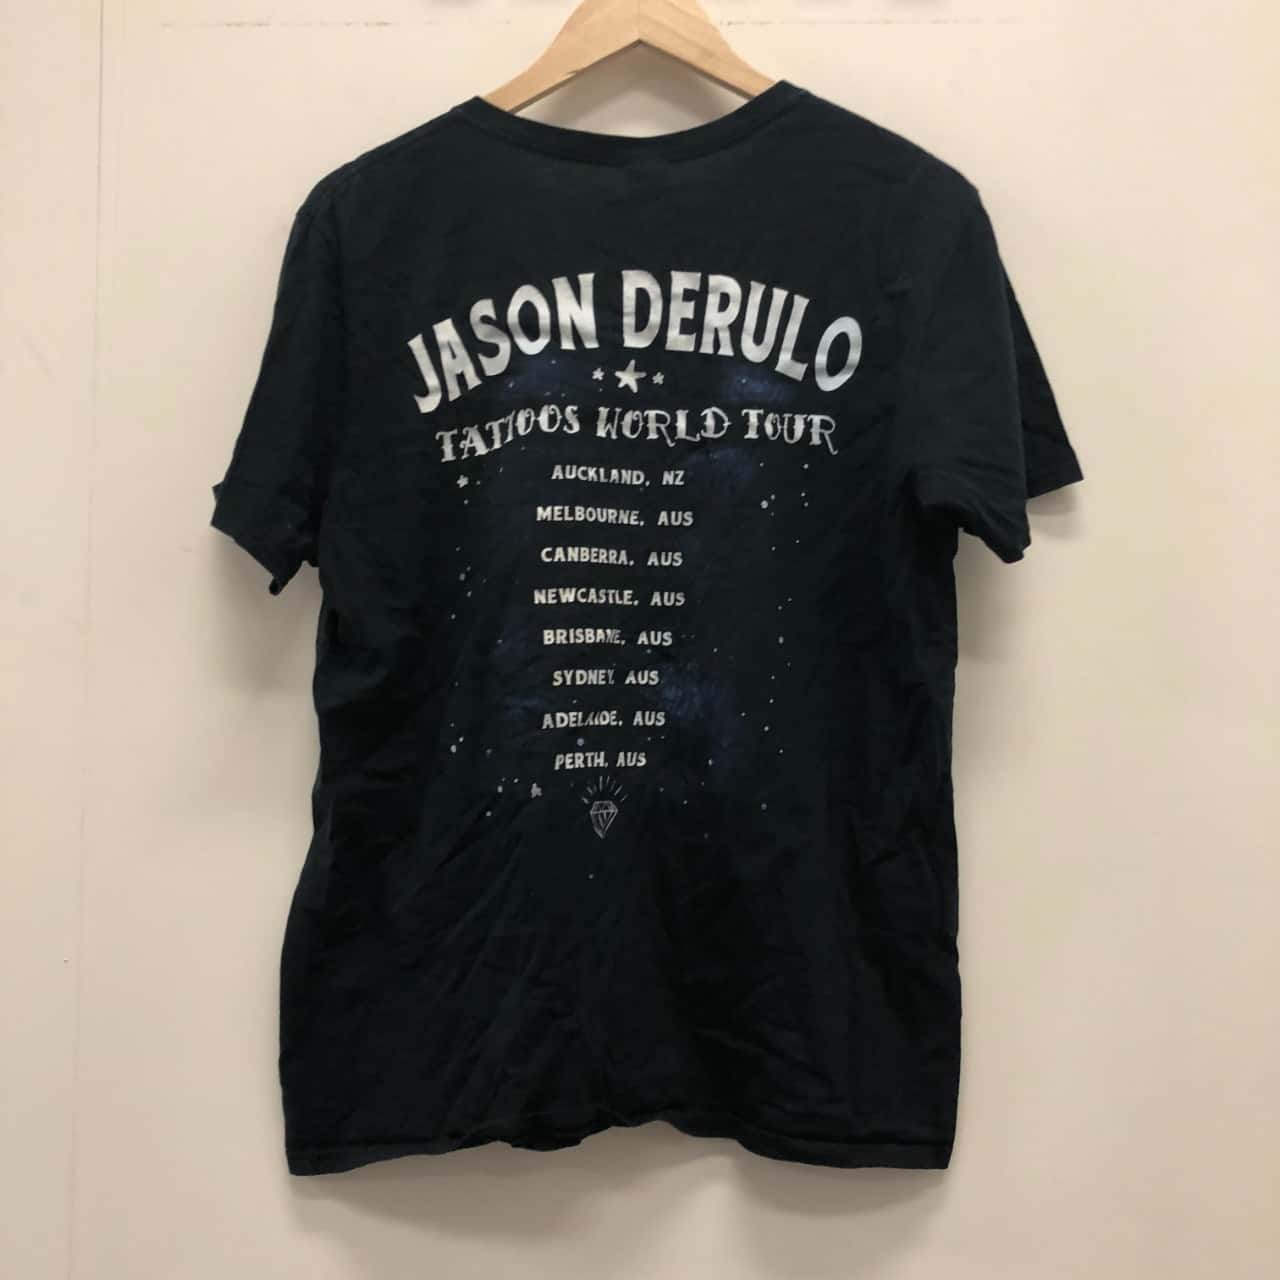 JASON DERULO
TATTOOS WORLD TOUR
AUCKLAND, NZ
MELBOURNE, AUS
CANBERRA, AUS
NEWCASTLE, AUS
BRISBANE, AUS
SYDNEY, AUS
ADELAIDE, AUS
PERTH, AUS